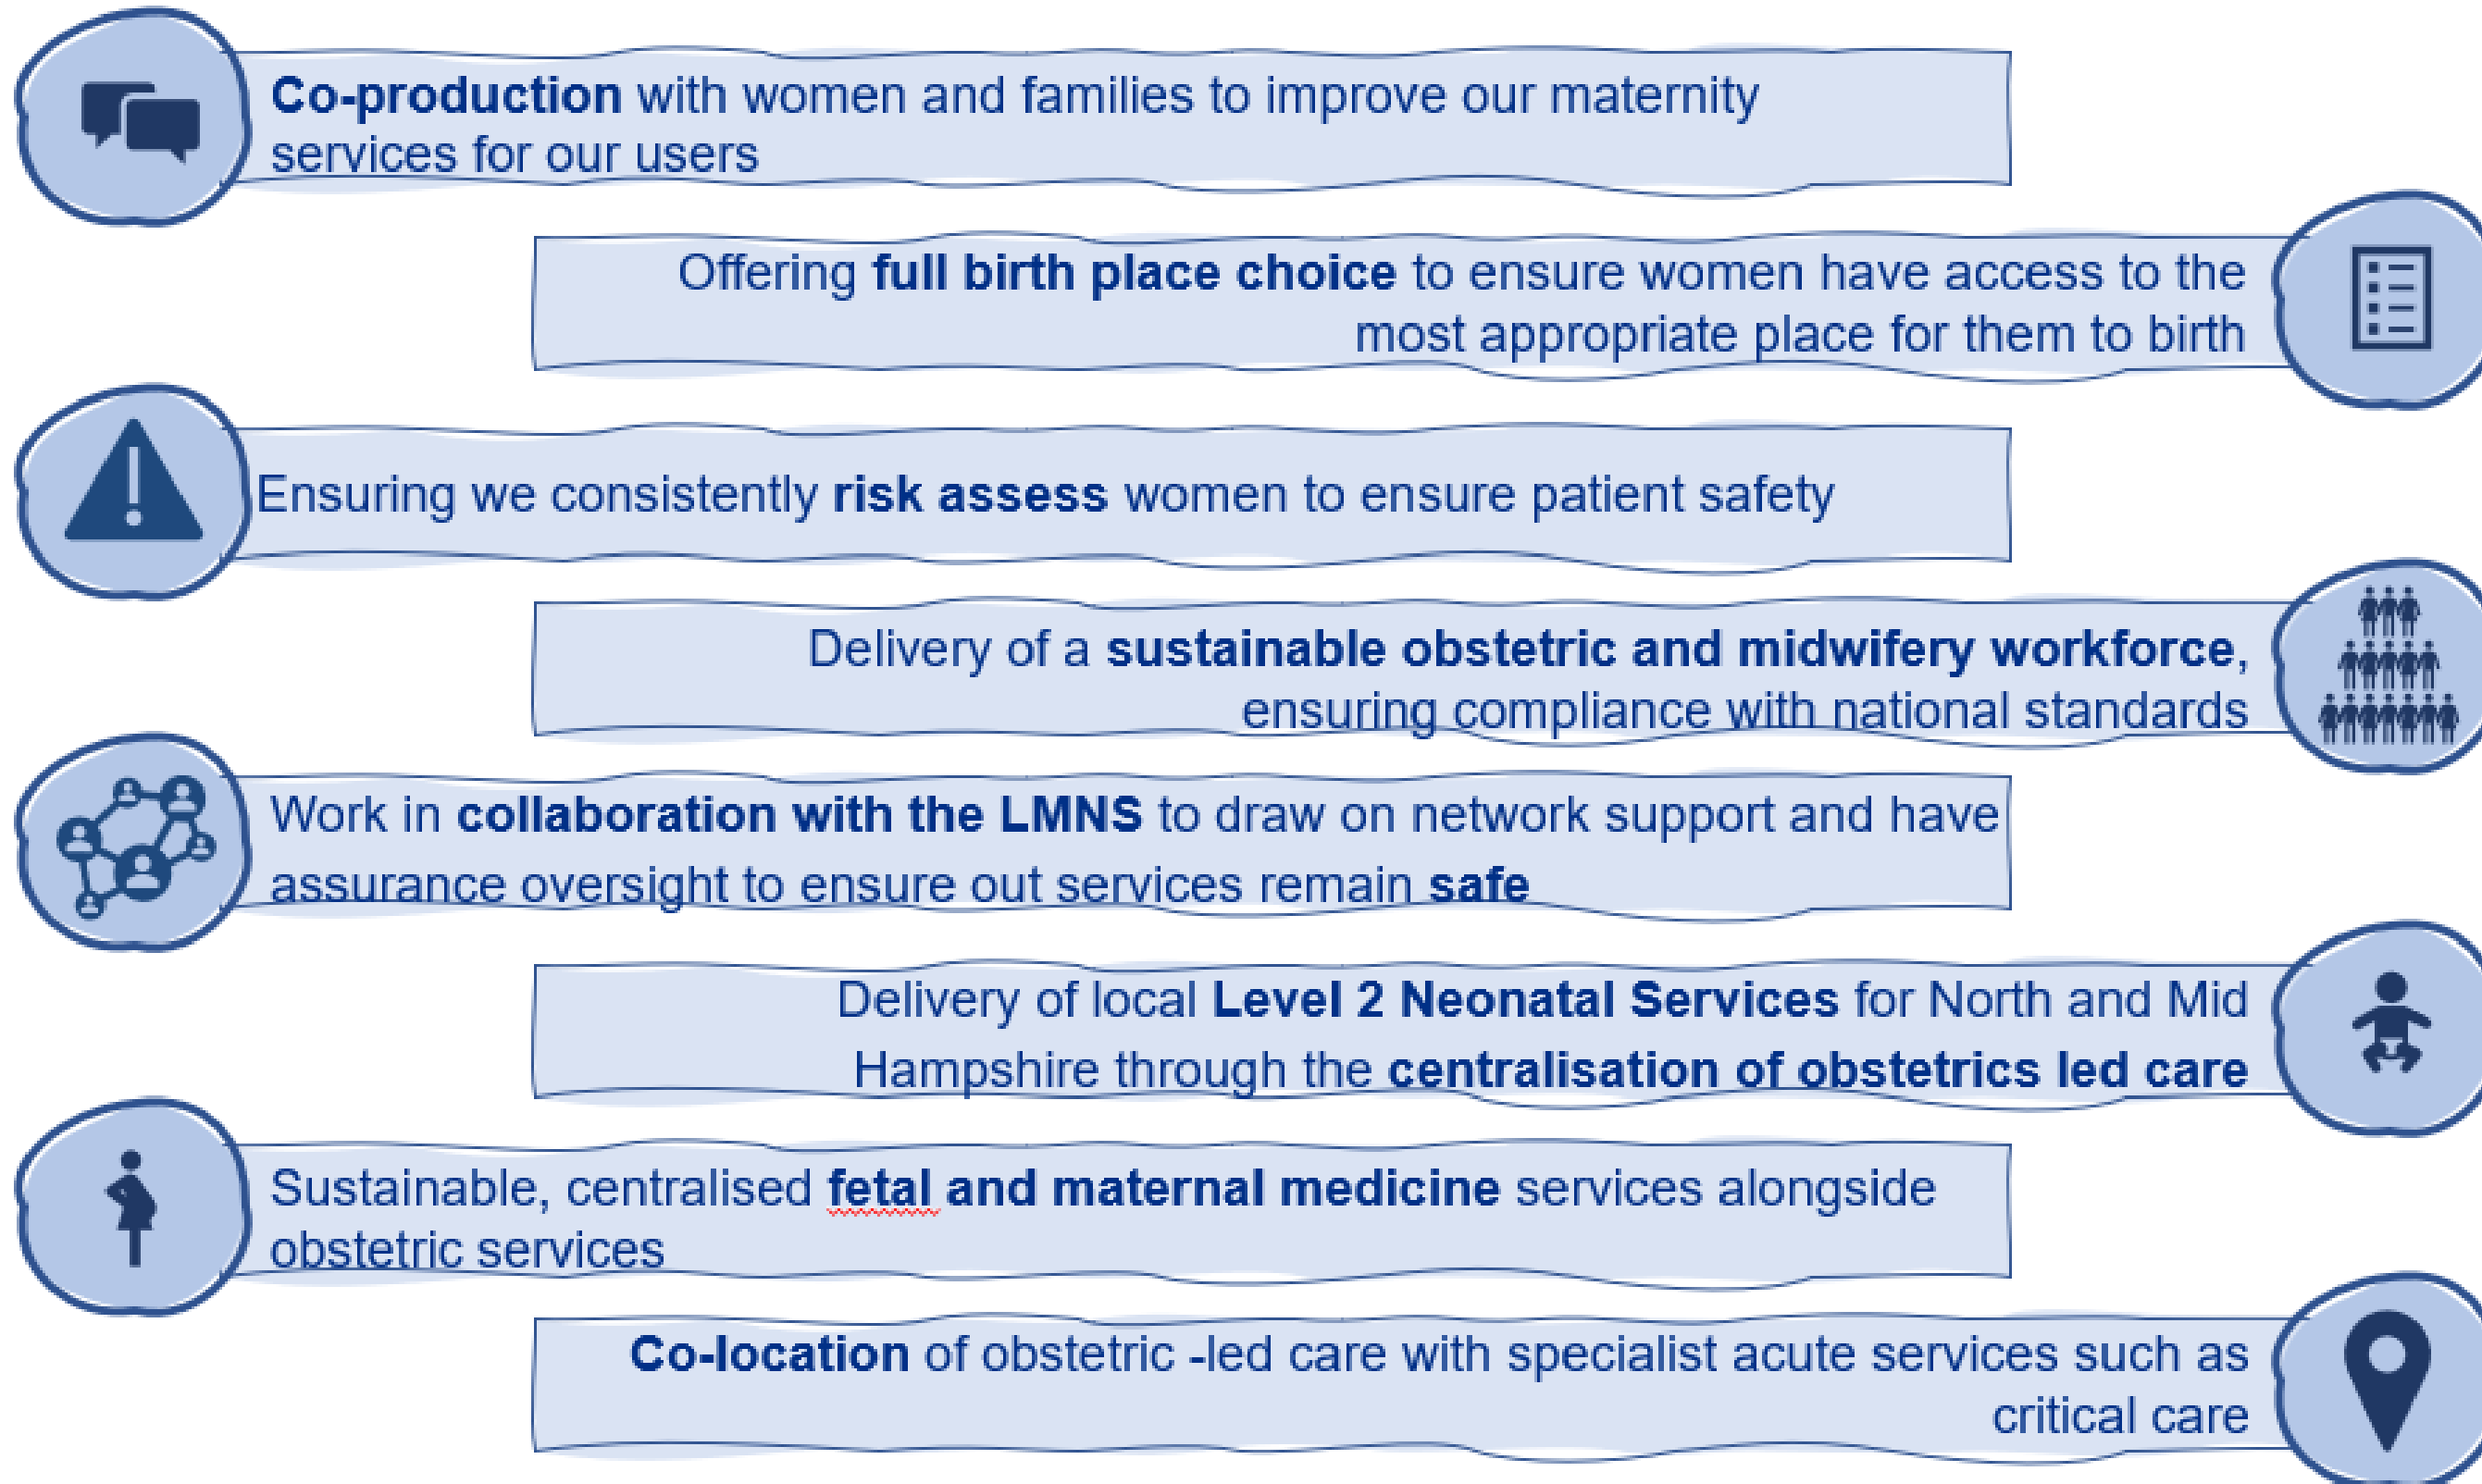 Co-production with women and families to improve our maternity
services for our users
Offering full birth place choice to ensure women have access to the
most appropriate place for them to birth
Ensuring we consistently risk assess women to ensure patient safety
Delivery of a sustainable obstetric and midwifery workforce,
ensuring compliance with national standards
Work in collaboration with the LMNS to draw on network support and have
assurance oversight to ensure out services remain safe
Delivery of local Level 2 Neonatal Services for North and Mid
Hampshire through the centralisation of obstetrics led care
Sustainable, centralised fetal and maternal medicine services alongside
obstetric services
Co-location of obstetric -led care with specialist acute services such as
critical care